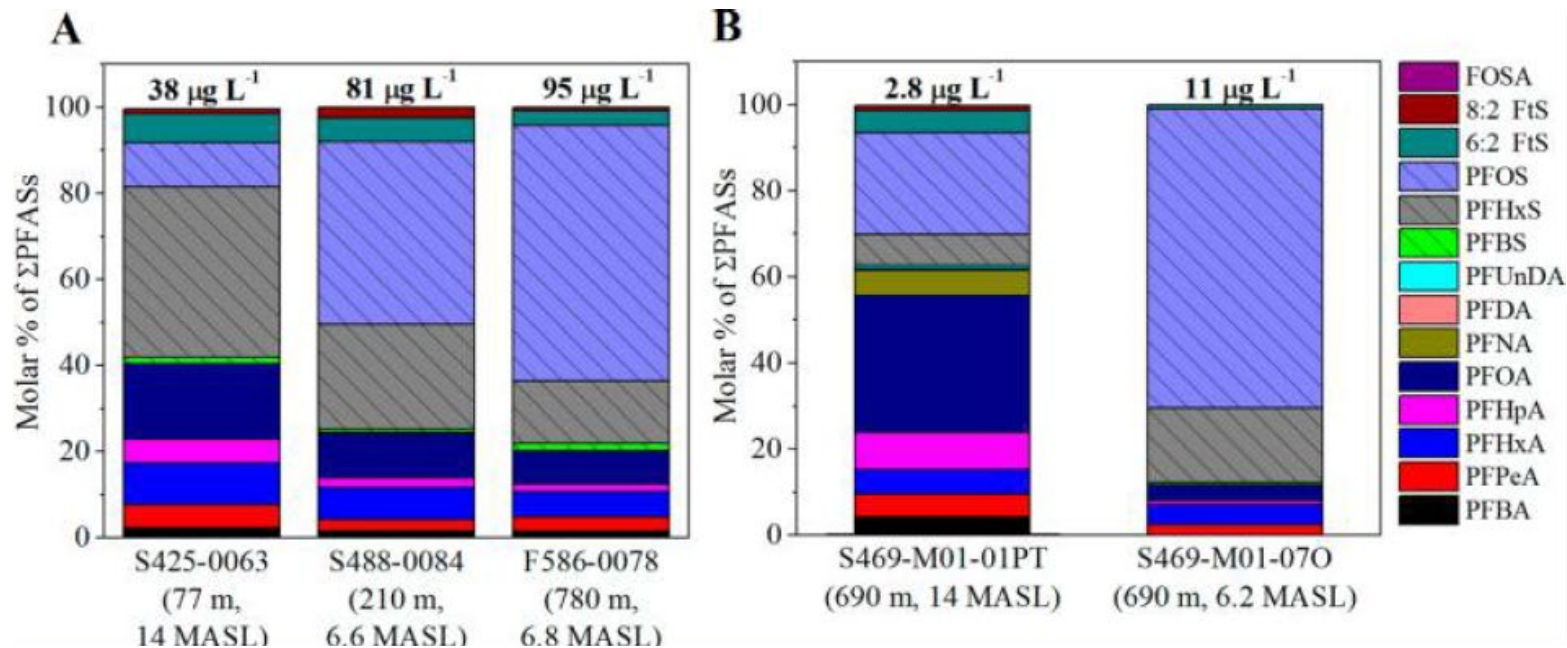 A
38 µg L-1 81 µg L-1 95 µg L-1
Molar % of ΣPFASs
100
80
60
40
20
0
S425-0063 S488-0084 F586-0078
(77 m, (210 m, (780 m,
14 MASL) 6.6 MASL) 6.8 MASL)
B
2.8 µg L-1 11 µg L-1
Molar % of ΣPFASs
100
80
60
40
20
0
S469-M01-01PT S469-M01-07O
(690 m, 14 MASL) (690 m, 6.2 MASL)
FOSA
8:2 FtS
6:2 FtS
PFOS
PFHxS
PFBS
PFUnDA
PFDA
PFNA
PFOA
PFHpA
PFHxA
PFPeA
PFBA